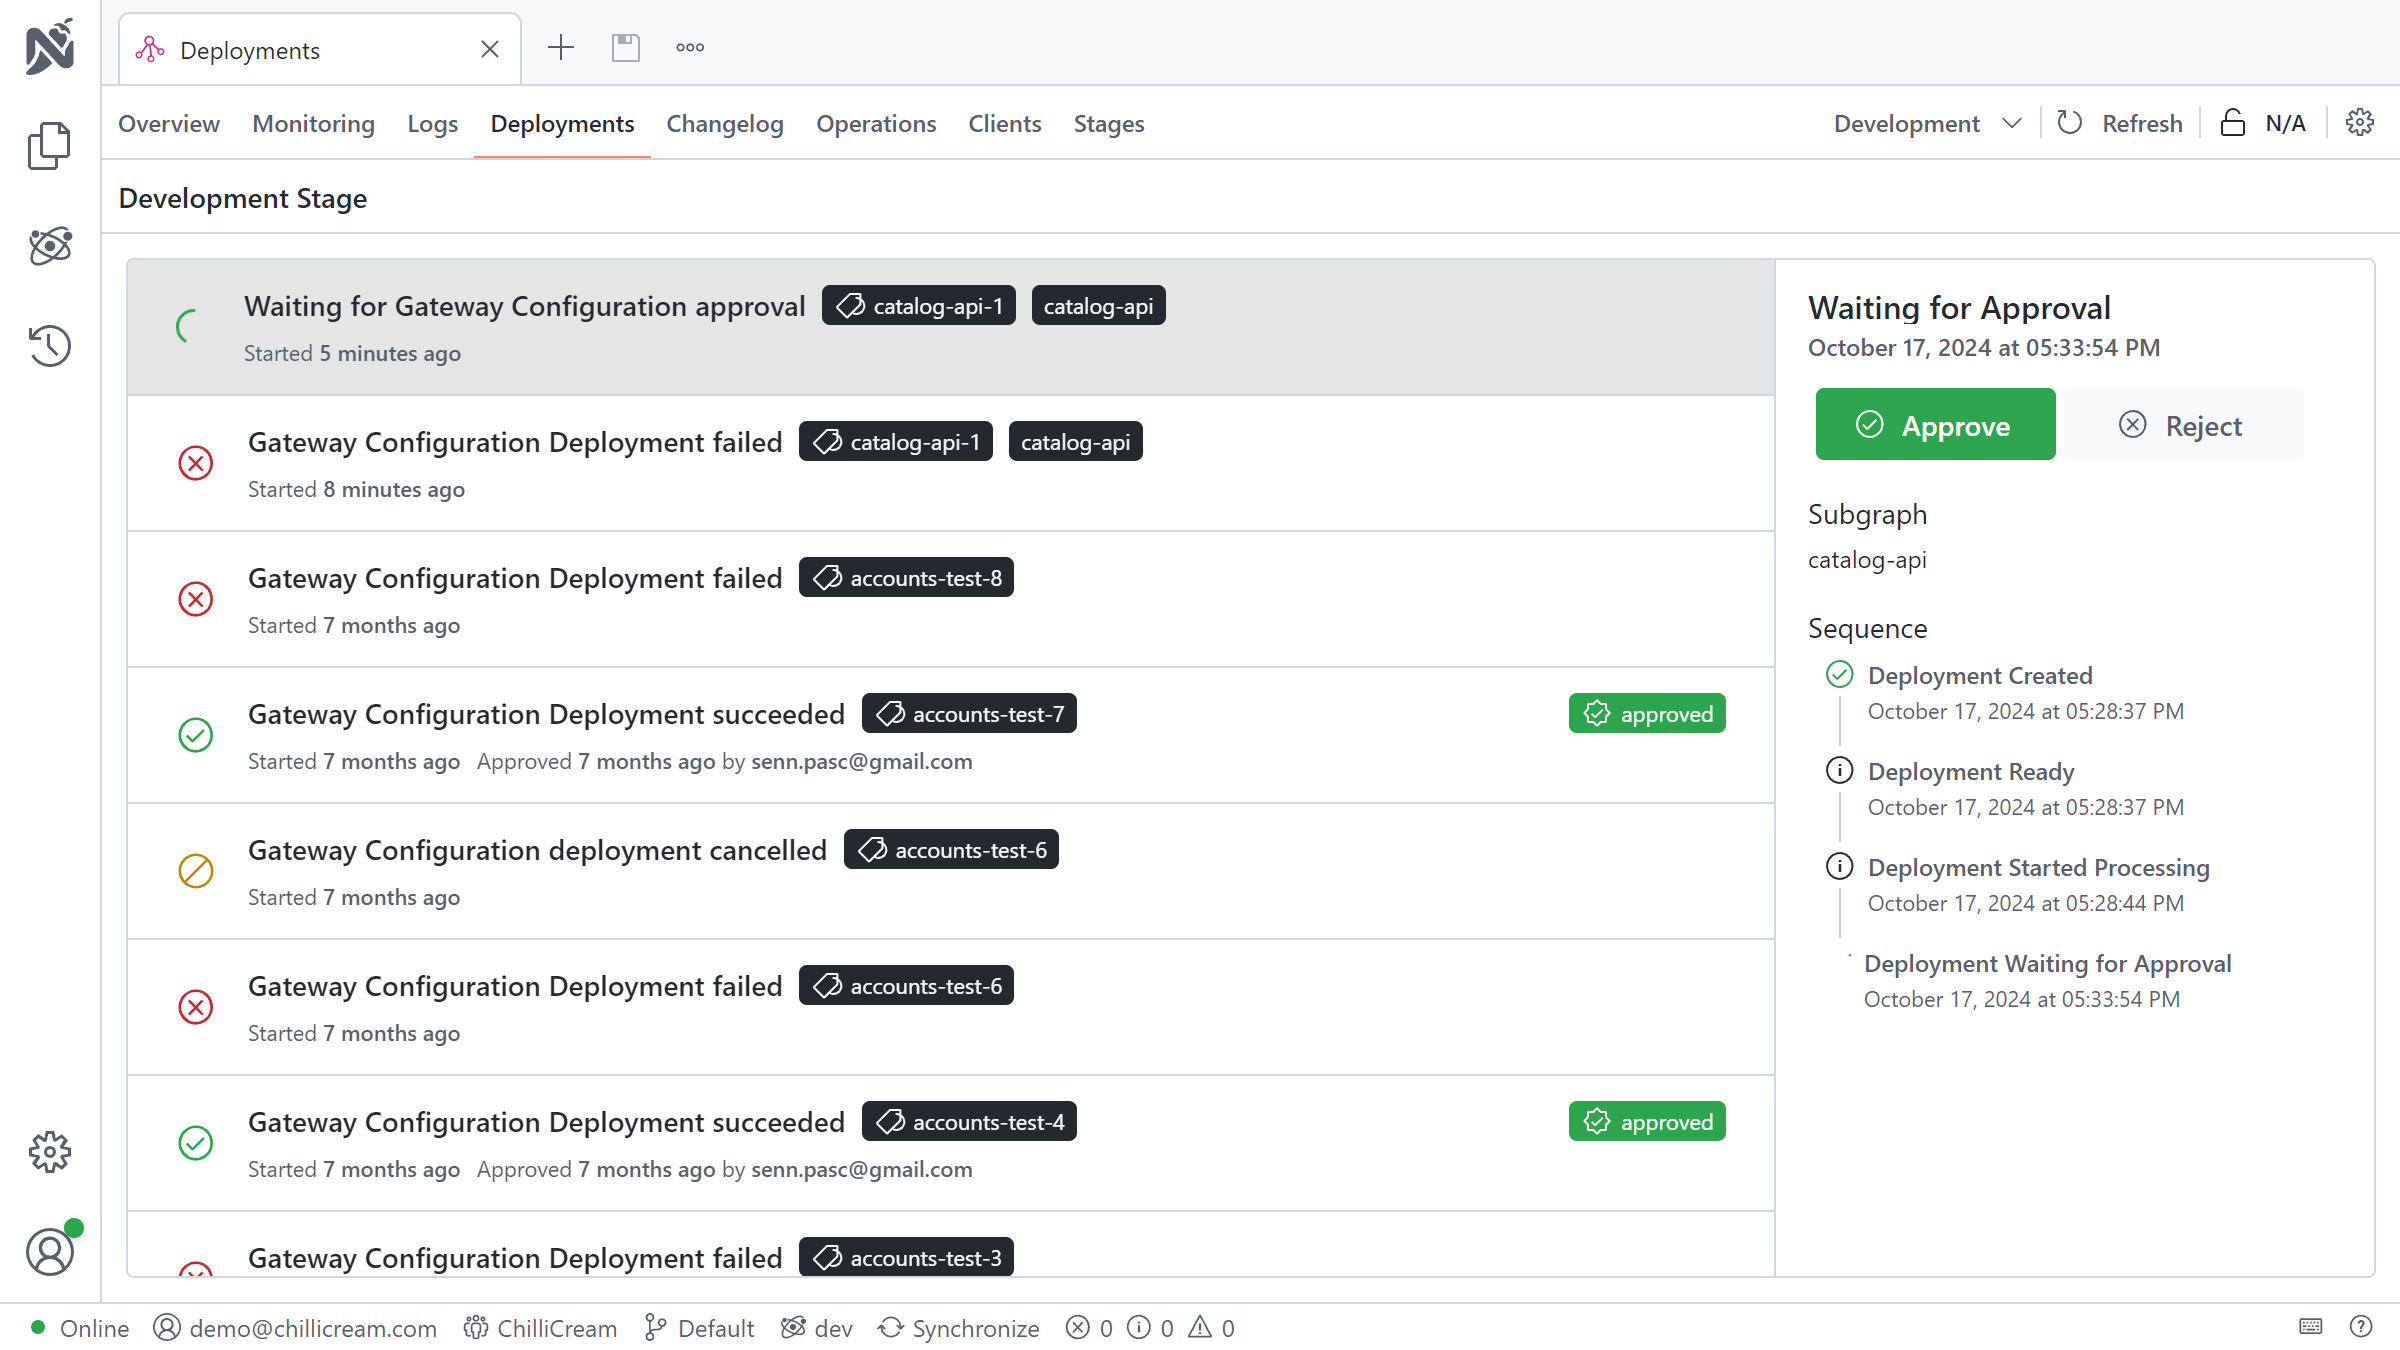 Deployments
Overview Monitoring Logs Deployments Changelog Operations Clients Stages Development Refresh N/A
Development Stage
Waiting for Gateway Configuration approval catalog-api-1 catalog-api
Started 5 minutes ago
Gateway Configuration Deployment failed catalog-api-1 catalog-api
Started 8 minutes ago
Gateway Configuration Deployment failed accounts-test-8
Started 7 months ago
Gateway Configuration Deployment succeeded accounts-test-7 approved
Started 7 months ago Approved 7 months ago by senn.pasc@gmail.com
Gateway Configuration deployment cancelled accounts-test-6
Started 7 months ago
Gateway Configuration Deployment failed accounts-test-6
Started 7 months ago
Gateway Configuration Deployment succeeded accounts-test-4 approved
Started 7 months ago Approved 7 months ago by senn.pasc@gmail.com
Gateway Configuration Deployment failed accounts-test-3
Waiting for Approval
October 17, 2024 at 05:33:54 PM
Approve Reject
Subgraph
catalog-api
Sequence
Deployment Created
October 17, 2024 at 05:28:37 PM
Deployment Ready
October 17, 2024 at 05:28:37 PM
Deployment Started Processing
October 17, 2024 at 05:28:44 PM
Deployment Waiting for Approval
October 17, 2024 at 05:33:54 PM
Online demo@chillicream.com ChilliCream Default dev Synchronize 0 0 0